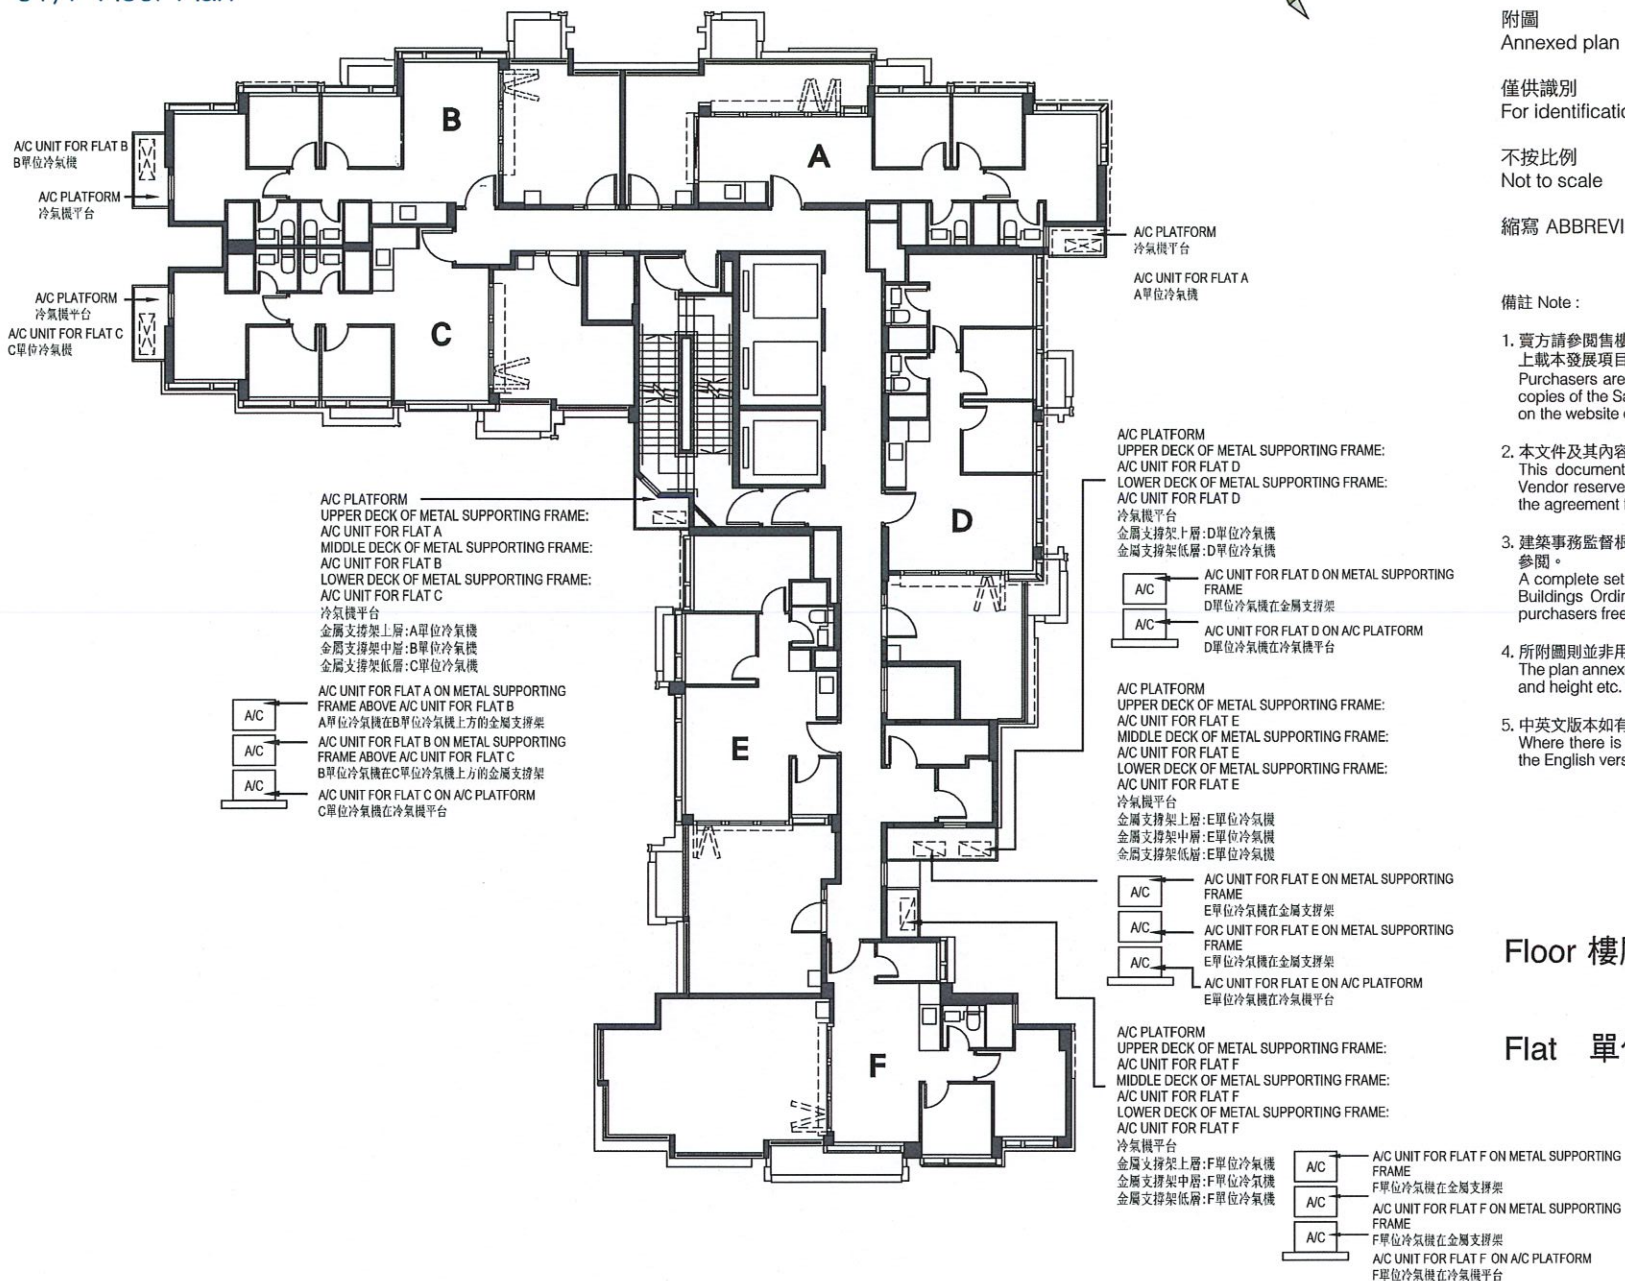 Floor Plan
B
A
C
D
E
F
A/C UNIT FOR FLAT B
B單位冷氣機
A/C PLATFORM
冷氣機平台
A/C PLATFORM
冷氣機平台
A/C UNIT FOR FLAT C
C單位冷氣機
A/C PLATFORM
冷氣機平台
A/C UNIT FOR FLAT A
A單位冷氣機
A/C PLATFORM
UPPER DECK OF METAL SUPPORTING FRAME:
A/C UNIT FOR FLAT A
MIDDLE DECK OF METAL SUPPORTING FRAME:
A/C UNIT FOR FLAT B
LOWER DECK OF METAL SUPPORTING FRAME:
A/C UNIT FOR FLAT C
冷氣機平台
金屬支撐架上層:A單位冷氣機
金屬支撐架中層:B單位冷氣機
金屬支撐架低層:C單位冷氣機
A/C UNIT FOR FLAT A ON METAL SUPPORTING
FRAME ABOVE A/C UNIT FOR FLAT B
A/C
A單位冷氣機在B單位冷氣機上方的金屬支撐架
A/C UNIT FOR FLAT B ON METAL SUPPORTING
A/C
FRAME ABOVE A/C UNIT FOR FLAT C
B單位冷氣機在C單位冷氣機上方的金屬支撐架
A/C
A/C UNIT FOR FLAT C ON A/C PLATFORM
C單位冷氣機在冷氣機平台
A/C PLATFORM
UPPER DECK OF METAL SUPPORTING FRAME:
A/C UNIT FOR FLAT D
LOWER DECK OF METAL SUPPORTING FRAME:
A/C UNIT FOR FLAT D
冷氣機平台
金屬支撐架上層:D單位冷氣機
金屬支撐架低層:D單位冷氣機
A/C UNIT FOR FLAT D ON METAL SUPPORTING
A/C
FRAME
D單位冷氣機在金屬支撐架
A/C
A/C UNIT FOR FLAT D ON A/C PLATFORM
D單位冷氣機在冷氣機平台
A/C PLATFORM
UPPER DECK OF METAL SUPPORTING FRAME:
A/C UNIT FOR FLAT E
MIDDLE DECK OF METAL SUPPORTING FRAME:
A/C UNIT FOR FLAT E
LOWER DECK OF METAL SUPPORTING FRAME:
A/C UNIT FOR FLAT E
冷氣機平台
金屬支撐架上層:E單位冷氣機
金屬支撐架中層:E單位冷氣機
金屬支撐架低層:E單位冷氣機
A/C UNIT FOR FLAT E ON METAL SUPPORTING
A/C
FRAME
E單位冷氣機在金屬支撐架
A/C
A/C UNIT FOR FLAT E ON METAL SUPPORTING
FRAME
E單位冷氣機在金屬支撐架
A/C
A/C UNIT FOR FLAT E ON A/C PLATFORM
E單位冷氣機在冷氣機平台
A/C PLATFORM
UPPER DECK OF METAL SUPPORTING FRAME:
A/C UNIT FOR FLAT F
MIDDLE DECK OF METAL SUPPORTING FRAME:
A/C UNIT FOR FLAT F
LOWER DECK OF METAL SUPPORTING FRAME:
A/C UNIT FOR FLAT F
冷氣機平台
金屬支撐架上層:F單位冷氣機
金屬支撐架中層:F單位冷氣機
金屬支撐架低層:F單位冷氣機
A/C UNIT FOR FLAT F ON METAL SUPPORTING
A/C
FRAME
F單位冷氣機在金屬支撐架
A/C
A/C UNIT FOR FLAT F ON METAL SUPPORTING
FRAME
F單位冷氣機在金屬支撐架
A/C
A/C UNIT FOR FLAT F ON A/C PLATFORM
F單位冷氣機在冷氣機平台
附圖
Annexed plan
僅供識別
For identificatio
不按比例
Not to scale
縮寫 ABBREVI
備註 Note :
1. 賣方請參閱售樓
上載本發展項目
Purchasers are
copies of the Sa
on the website
2. 本文件及其內容
This document
Vendor reserve
the agreement
3. 建築事務監督根
參閱。
A complete set
Buildings Ordin
purchasers free
4. 所附圖則並非用
The plan annex
and height etc.
5. 中英文版本如有
Where there is
the English vers
Floor 樓
Flat 單